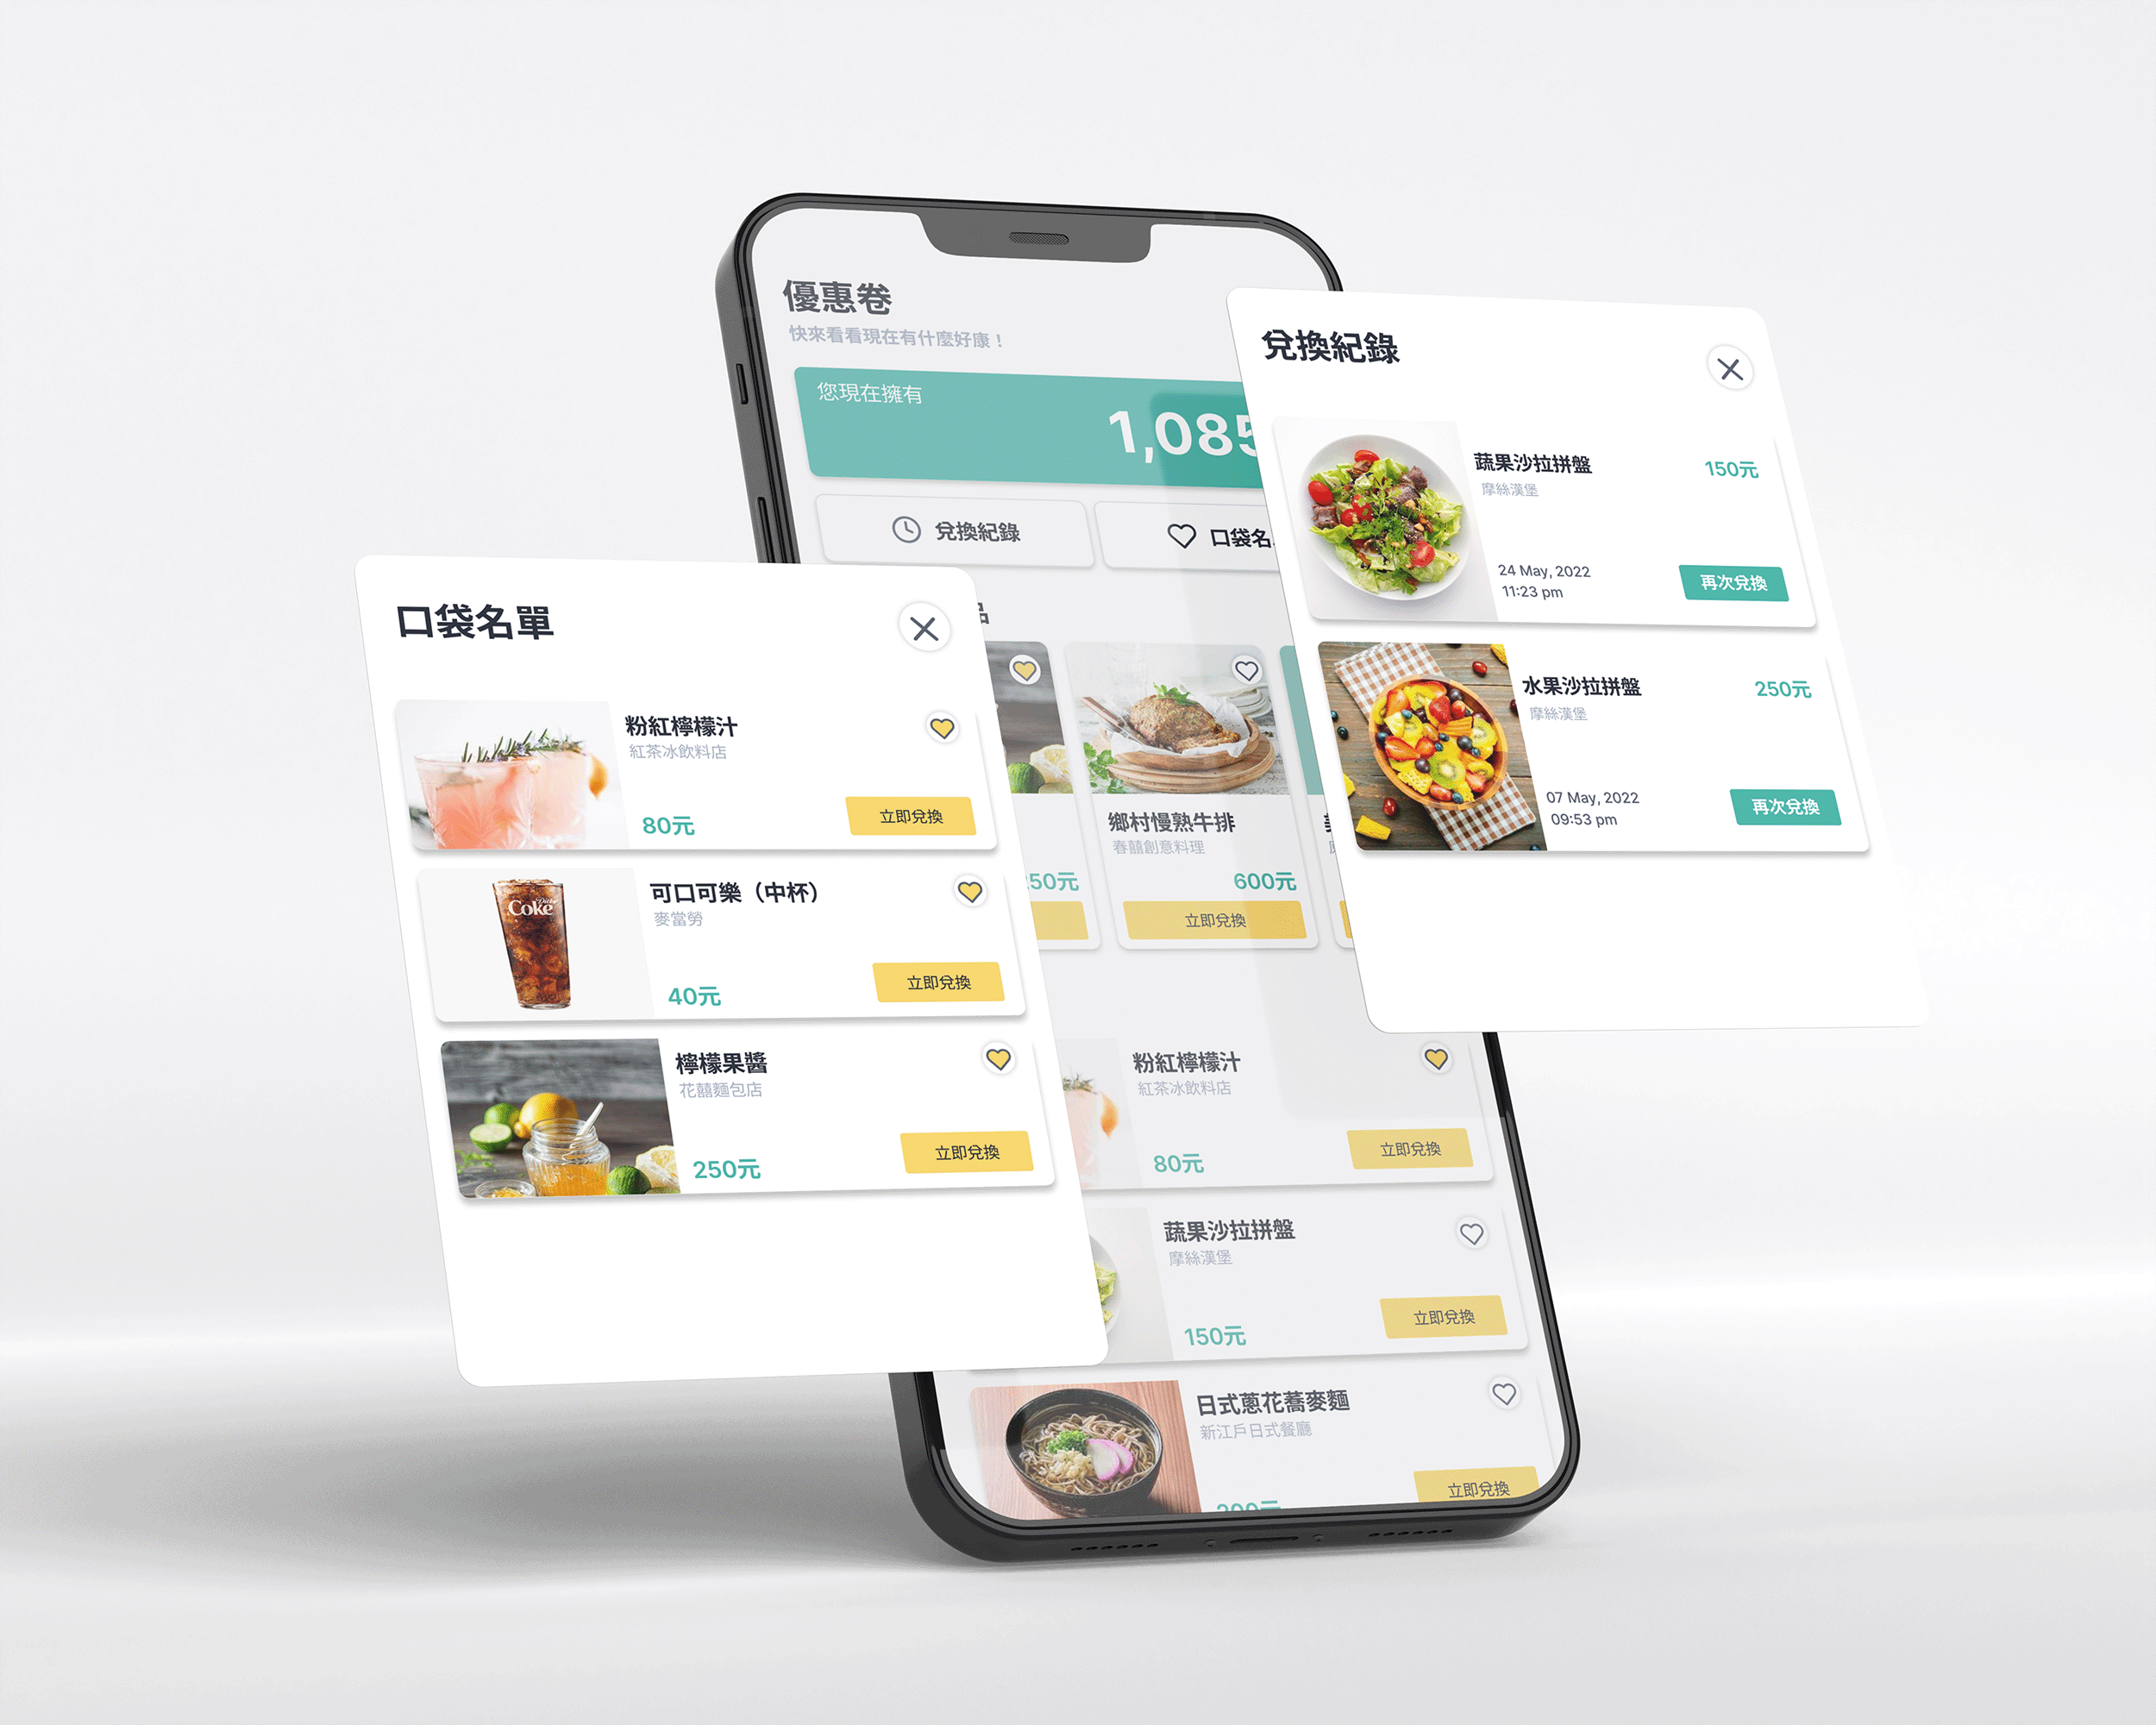 優惠卷
快來看看現在有什麼好康！
您現在擁有
1,085
兌換紀錄
口袋名
品
鄉村慢熟牛排
春囍創意料理
50元
600元
立即兌換
粉紅檸檬汁
紅茶冰飲料店
80元
立即兌換
蔬果沙拉拼盤
摩絲漢堡
150元
立即兌換
日式蔥花蕎麥麵
新江戶日式餐廳
立即兌換
口袋名單
粉紅檸檬汁
紅茶冰飲料店
80元
立即兌換
Coke
可口可樂（中杯）
麥當勞
40元
立即兌換
檸檬果醬
花囍麵包店
250元
立即兌換
兌換紀錄
蔬果沙拉拼盤
150元
摩絲漢堡
24 May, 2022
11:23 pm
再次兌換
水果沙拉拼盤
250元
摩絲漢堡
07 May, 2022
09:53 pm
再次兌換